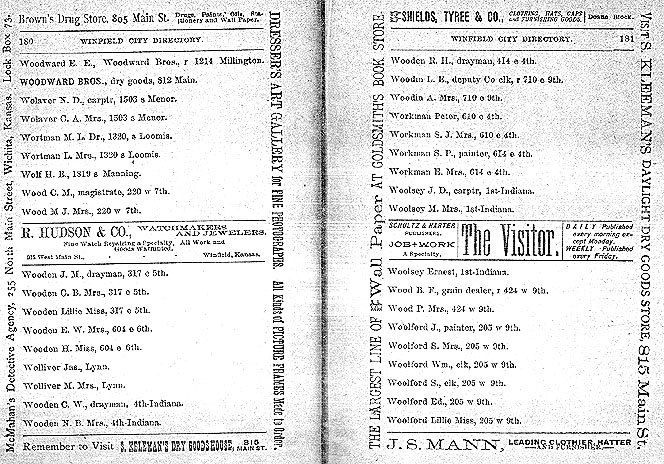 Brown's Drug Store, 805 Main St. Drugs, Paints, Oils, Stationery and Wall Paper.
180 WINFIELD CITY DIRECTORY.
Woodward E. E., Woodward Bros., r 1214 Millington.
WOODWARD BROS., dry goods, 812 Main.
Wolaver N. D., carptr, 1503 s Menor.
Wolaver C. A. Mrs., 1503 s Menor.
Wortman M. L. Dr., 1320, s Loomis.
Wortman L. Mrs., 1320 s Loomis.
Wolf H. B., 1819 s Manning.
Wood C. M., magistrate, 220 w 7th.
Wood M J Mrs., 220 w 7th.
R. HUDSON & CO., WATCHMAKERS AND JEWELERS.
Fine Watch Repairing a Specialty, All Work and
Goods Warranted.
West Main St., Winfield, Kansas.
Wooden J. M., drayman, 317 e 5th.
Wooden C. B. Mrs., 317 e 5th.
Wooden Lillie Miss, 317 e 5th.
Wooden E. W. Mrs., 604 e 6th.
Wooden H. Miss, 604 e 6th.
Wolliver Jas., Lynn.
Wolliver M. Mrs., Lynn.
Wooden C. W., drayman, 4th-Indiana.
Wooden N. B. Mrs., 4th-Indiana.
Remember to Visit S. KLEEMAN'S DRY GOODS HOUSE, 815 MAIN ST.
McMahan's Detective Agency, 255 North Main Street, Wichita, Kansas, Lock Box 73.
DRESSER'S ART GALLERY for FINE PHOTOGRAPHS. All Kinds of PICTURE FRAMES Made to Order.
SHIELDS, TYREE & CO., CLOTHING, HATS, CAPS and FURNISHING GOODS. Doane Block.
WINFIELD CITY DIRECTORY. 181
Wooden R. H., drayman, 414 e 4th.
Woodin L. E., deputy Co clk, r 710 e 9th.
Woodin A. Mrs., 710 e 9th.
Workman Peter, 610 e 4th.
Workman S. J. Mrs., 610 e 4th.
Workman S. P., painter, 614 e 4th.
Workman E. Mrs., 614 e 4th.
Woolsey J. D., carptr, 1st-Indiana.
Woolsey M. Mrs., 1st-Indiana.
SCHULTZ & HARTER
PUBLISHERS,
JOB WORK
A Specialty.
The Visitor.
DAILY Published
every morning except Monday.
WEEKLY Published
every Friday.
Woolsey Ernest, 1st-Indiana.
Wood B. F., grain dealer, r 424 w 9th.
Wood P. Mrs., 424 w 9th.
Woolford J., painter, 205 w 9th.
Woolford S. Mrs., 205 w 9th.
Woolford Wm., clk, 205 w 9th.
Woolford S., clk, 205 w 9th.
Woolford Ed., 205 w 9th.
Woolford Lillie Miss, 205 w 9th.
J. S. MANN, LEADING CLOTHIER, HATTER
AND FURNISHER.
THE LARGEST LINE OF Wall Paper AT GOLDSMITH'S BOOK STORE.
VISIT S. KLEEMAN'S DAYLIGHT DRY GOODS STORE, 815 Main St.